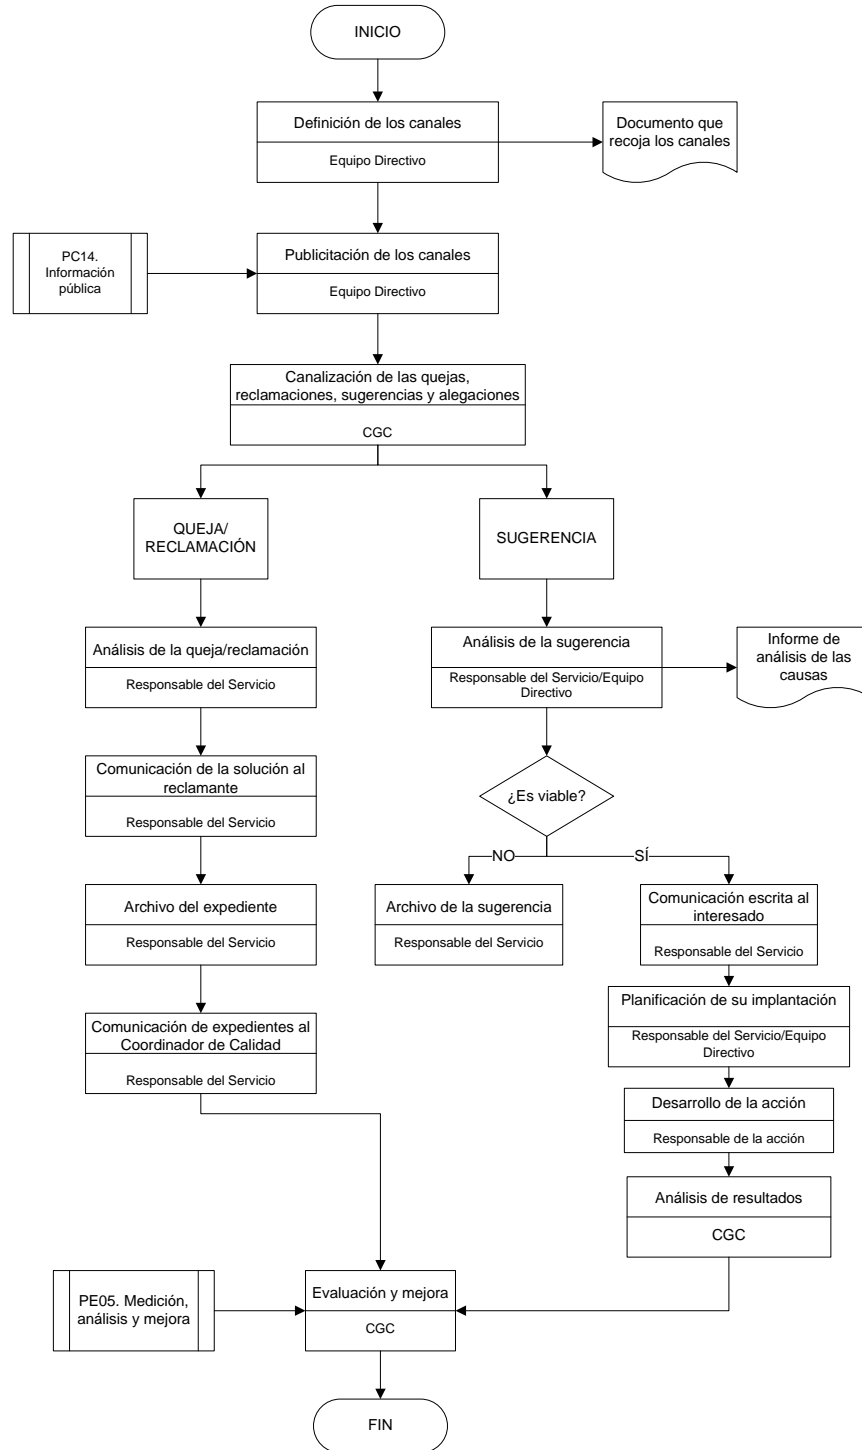 INICIO
Definición de los canales
Equipo Directivo
Documento que
recoja los canales
PC14.
Información
pública
Publicitación de los canales
Equipo Directivo
Canalización de las quejas,
reclamaciones, sugerencias y alegaciones
CGC
QUEJA/
RECLAMACIÓN
SUGERENCIA
Análisis de la queja/reclamación
Responsable del Servicio
Análisis de la sugerencia
Responsable del Servicio/Equipo
Directivo
Informe de
análisis de las
causas
Comunicación de la solución al
reclamante
Responsable del Servicio
¿Es viable?
NO
SÍ
Archivo del expediente
Responsable del Servicio
Archivo de la sugerencia
Responsable del Servicio
Comunicación escrita al
interesado
Responsable del Servicio
Planificación de su implantación
Responsable del Servicio/Equipo
Directivo
Comunicación de expedientes al
Coordinador de Calidad
Responsable del Servicio
Desarrollo de la acción
Responsable de la acción
Análisis de resultados
CGC
PE05. Medición,
análisis y mejora
Evaluación y mejora
CGC
FIN